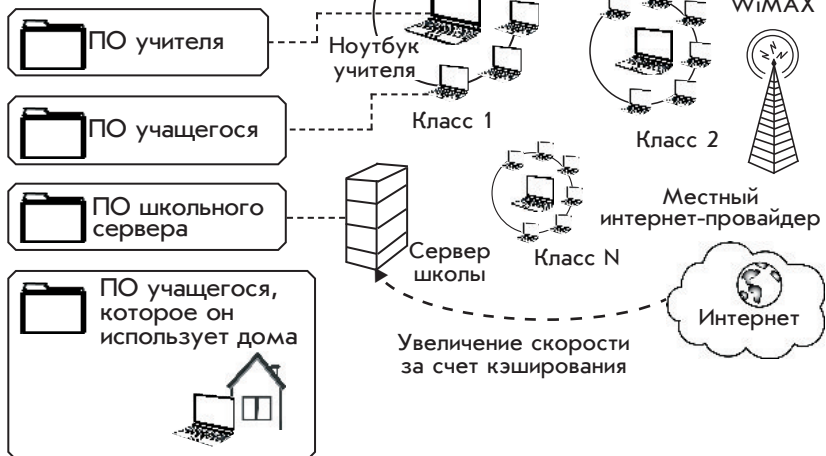 WiMAX
ПО учителя
Ноутбук
учителя
Класс 1
ПО учащегося
Класс 2
ПО школьного
сервера
Сервер
школы
Класс N
Местный
интернет-провайдер
ПО учащегося,
которое он
использует дома
Интернет
Увеличение скорости
за счет кэширования